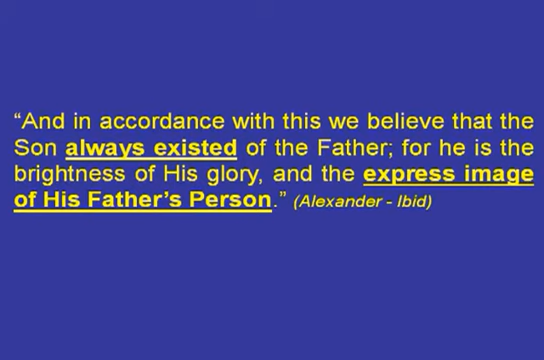 “And in accordance with this we believe that the
Son always existed of the Father; for he is the
brightness of His glory, and the express image
of His Father’s Person.” (Alexander - Ibid)